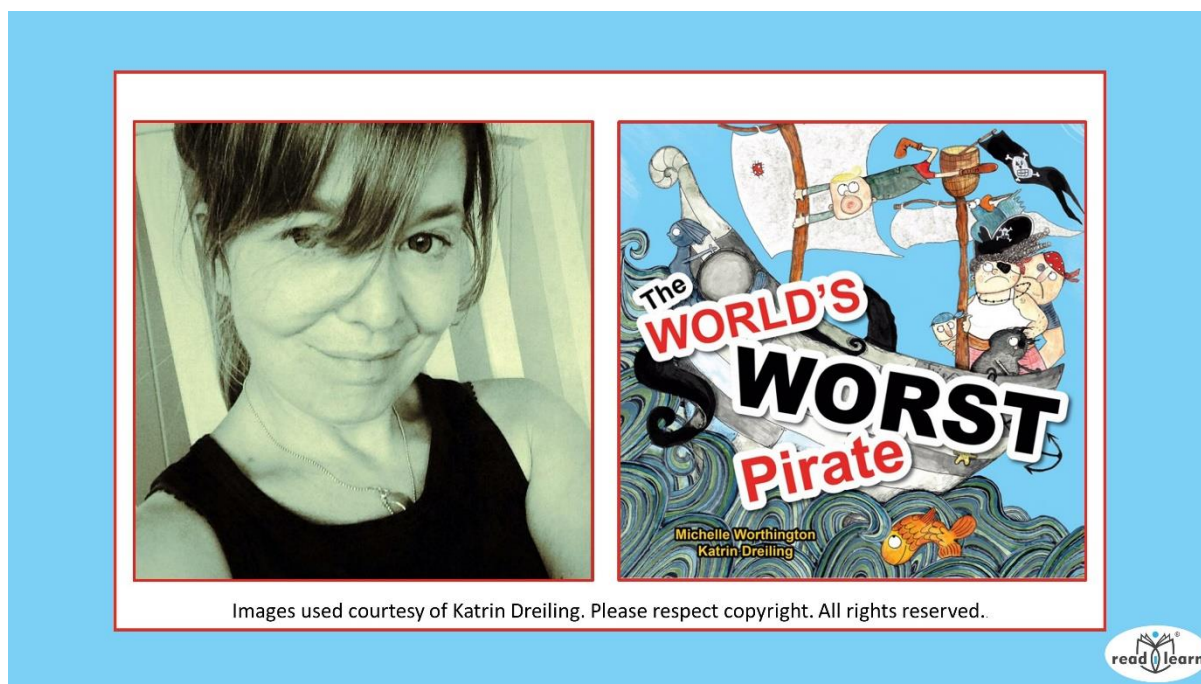 The
WORLD'S
WORST
Pirate
Michelle Worthington
Katrin Dreiling
Images used courtesy of Katrin Dreiling. Please respect copyright. All rights reserved.
read i learn
®